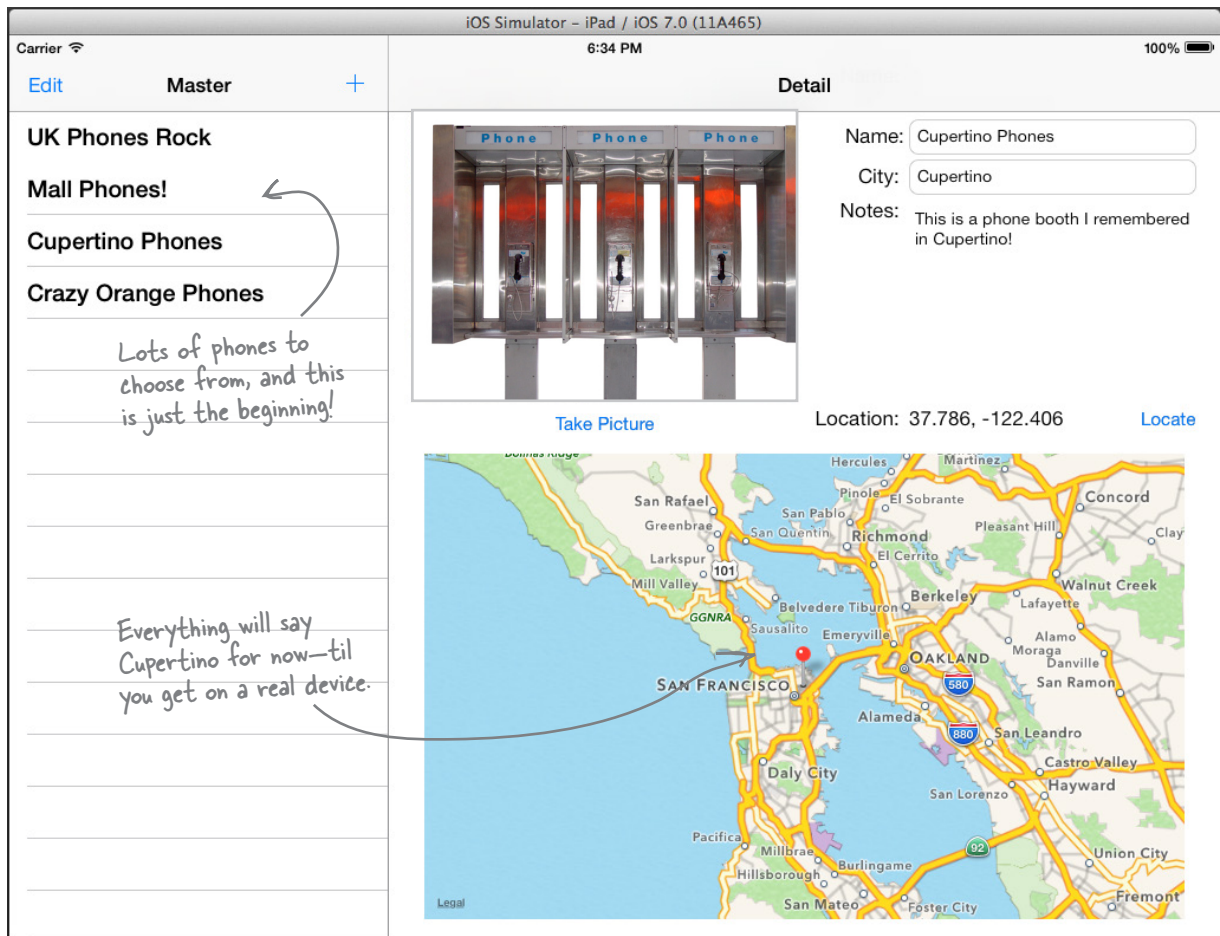 iOS Simulator – iPad / iOS 7.0 (11A465)
Carrier 6:34 PM 100%
Edit Master + Detail
UK Phones Rock
Mall Phones!
Cupertino Phones
Crazy Orange Phones
Lots of phones to
choose from, and this
is just the beginning!
Everything will say
Cupertino for now—til
you get on a real device.
Phone Phone Phone
Name: Cupertino Phones
City: Cupertino
Notes: This is a phone booth I remembered
in Cupertino!
Take Picture
Location: 37.786, -122.406 Locate
Dolinas Ridge
Hercules
Martinez
San Rafael
Pinole
El Sobrante
Concord
Greenbrae
San Pablo
San Quentin
Richmond
Pleasant Hill
Clay
Larkspur
El Cerrito
101
Mill Valley
Walnut Creek
Belvedere Tiburon
Berkeley
Lafayette
GGNRA
Sausalito
Emeryville
Alamo
Moraga
Danville
OAKLAND
SAN FRANCISCO
580
San Ramon
Alameda
880
San Leandro
Daly City
Castro Valley
San Lorenzo
Hayward
Pacifica
Millbrae
92
Union City
Burlingame
Hillsborough
Fremont
Legal
San Mateo
Foster City